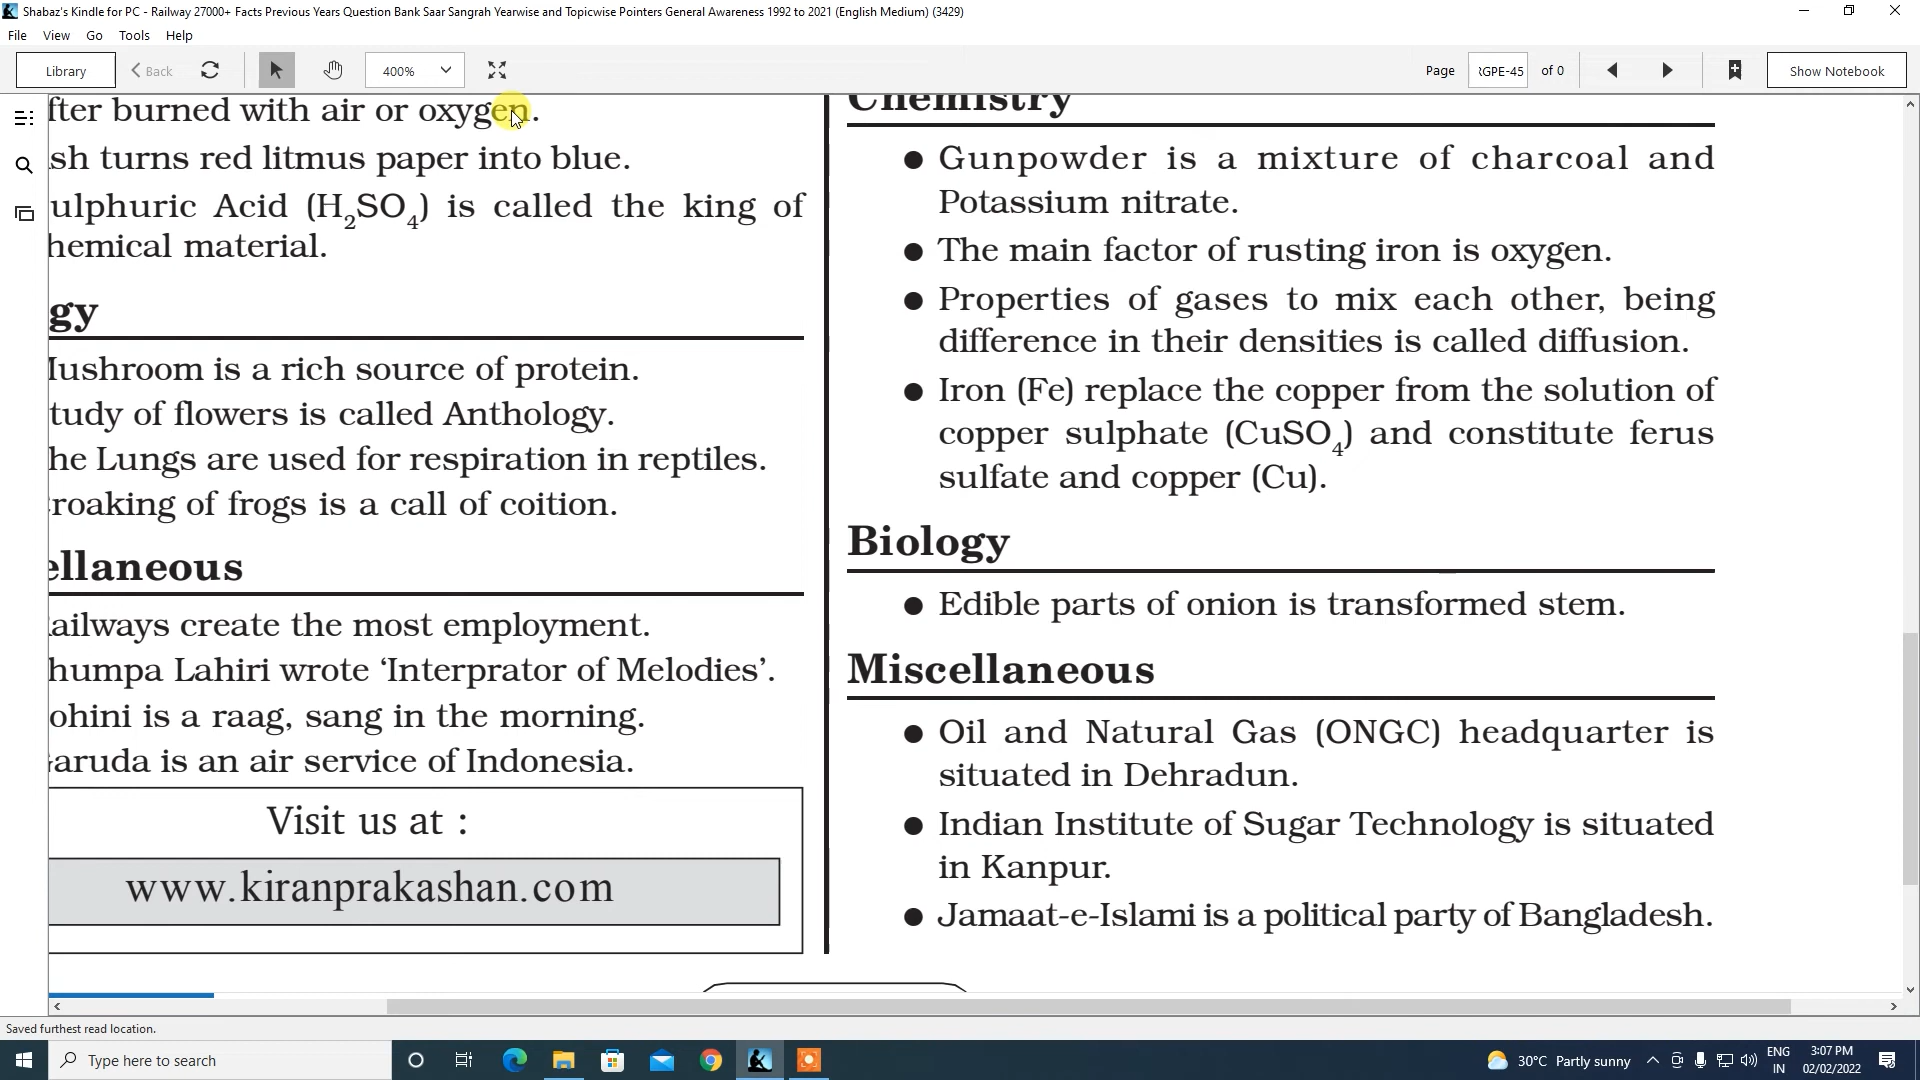 Shabaz's Kindle for PC - Railway 27000+ Facts Previous Years Question Bank Saar Sangrah Yearwise and Topicwise Pointers General Awareness 1992 to 2021 (English Medium) (3429)
File View Go Tools Help
Library Back 400% Page RGPE-45 of 0 Show Notebook
fter burned with air or oxygen.
sh turns red litmus paper into blue.
ulphuric Acid (H2SO4) is called the king of
hemical material.
gy
Mushroom is a rich source of protein.
tudy of flowers is called Anthology.
he Lungs are used for respiration in reptiles.
roaking of frogs is a call of coition.
ellaneous
ailways create the most employment.
humpa Lahiri wrote ‘Interprator of Melodies’.
ohini is a raag, sang in the morning.
Garuda is an air service of Indonesia.
Visit us at :
www.kiranprakashan.com
Chemistry
● Gunpowder is a mixture of charcoal and
Potassium nitrate.
● The main factor of rusting iron is oxygen.
● Properties of gases to mix each other, being
difference in their densities is called diffusion.
● Iron (Fe) replace the copper from the solution of
copper sulphate (CuSO4) and constitute ferus
sulfate and copper (Cu).
Biology
● Edible parts of onion is transformed stem.
Miscellaneous
● Oil and Natural Gas (ONGC) headquarter is
situated in Dehradun.
● Indian Institute of Sugar Technology is situated
in Kanpur.
● Jamaat-e-Islami is a political party of Bangladesh.
Saved furthest read location.
Type here to search
30°C Partly sunny
ENG
IN
3:07 PM
02/02/2022